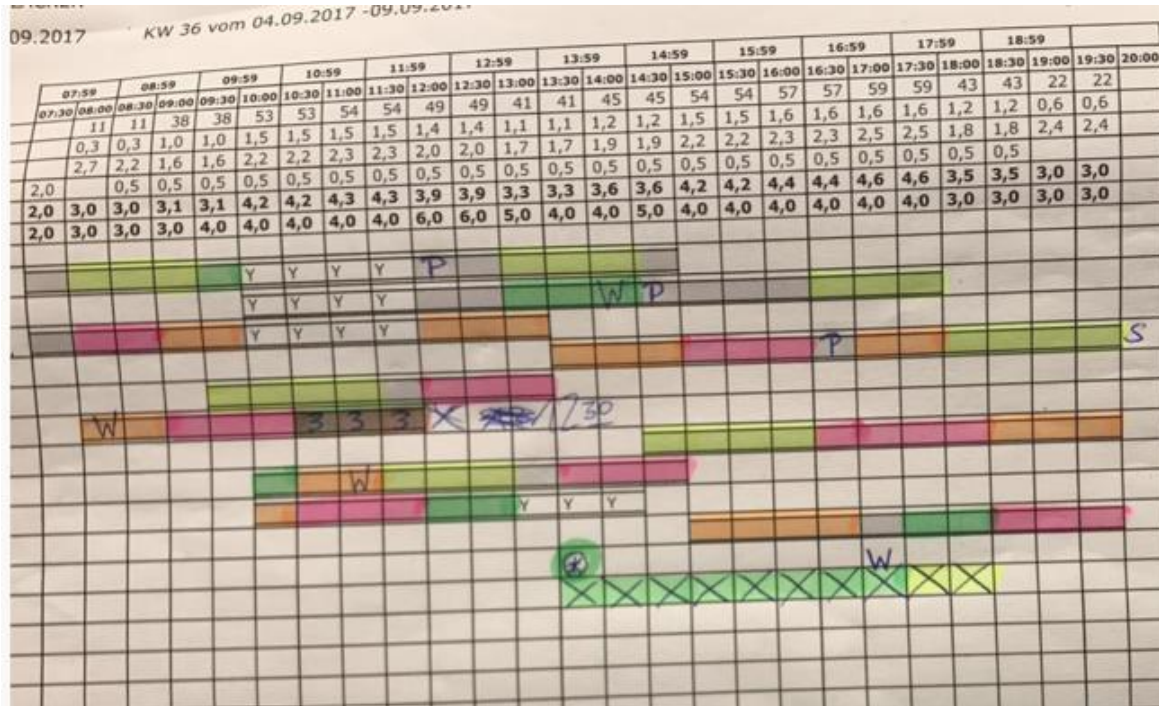 KW 36 vom 04.09.2017 -09.09.2017
09.2017
07:59 08:59 09:59 10:59 11:59 12:59 13:59 14:59 15:59 16:59 17:59 18:59
07:30 08:00 08:30 09:00 09:30 10:00 10:30 11:00 11:30 12:00 12:30 13:00 13:30 14:00 14:30 15:00 15:30 16:00 16:30 17:00 17:30 18:00 18:30 19:00 19:30 20:00
11 11 38 38 53 53 54 54 49 49 41 41 45 45 54 54 57 57 59 59 43 43 22 22
0,3 0,3 1,0 1,0 1,5 1,5 1,5 1,5 1,4 1,4 1,1 1,1 1,2 1,2 1,5 1,5 1,6 1,6 1,6 1,6 1,2 1,2 0,6 0,6
2,7 2,2 1,6 1,6 2,2 2,2 2,3 2,3 2,0 2,0 1,7 1,7 1,9 1,9 2,2 2,2 2,3 2,3 2,5 2,5 1,8 1,8 2,4 2,4
2,0 0,5 0,5 0,5 0,5 0,5 0,5 0,5 0,5 0,5 0,5 0,5 0,5 0,5 0,5 0,5 0,5 0,5 0,5 0,5 0,5 0,5
2,0 3,0 3,0 3,1 3,1 4,2 4,2 4,3 4,3 3,9 3,9 3,3 3,3 3,6 3,6 4,2 4,2 4,4 4,4 4,6 4,6 3,5 3,5 3,0 3,0
2,0 3,0 3,0 3,0 4,0 4,0 4,0 4,0 4,0 6,0 6,0 5,0 4,0 4,0 5,0 4,0 4,0 4,0 4,0 4,0 4,0 3,0 3,0 3,0 3,0
Y Y Y Y P
Y Y Y Y W P
Y Y Y Y
P S
W 3 3 3 X 1230
W
Y Y Y
W
X X X X X X X X X X